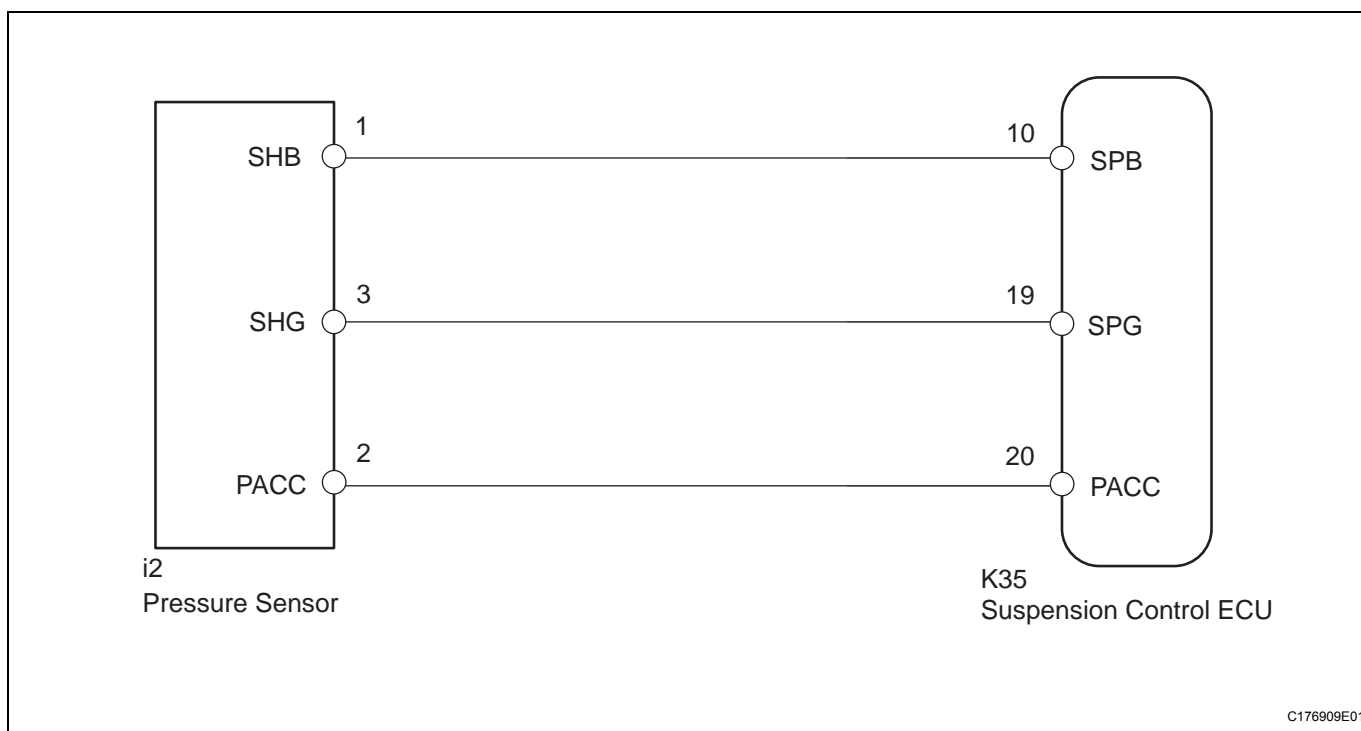 1
10
SHB
SPB
3
19
SHG
SPG
2
20
PACC
PACC
i2
Pressure Sensor
K35
Suspension Control ECU
C176909E01